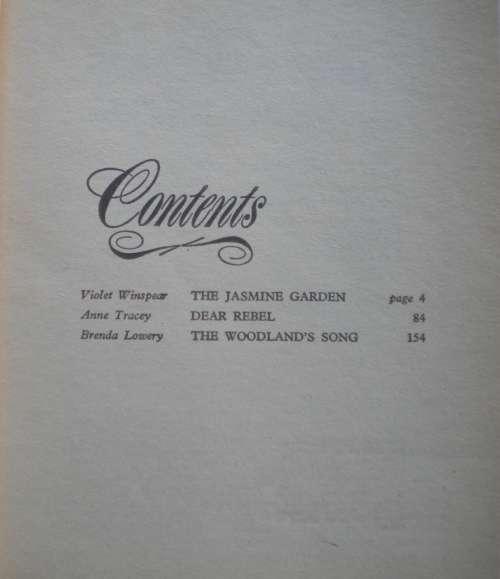 Contents
Violet Winspear THE JASMINE GARDEN page 4
Anne Tracey DEAR REBEL 84
Brenda Lowery THE WOODLAND'S SONG 154